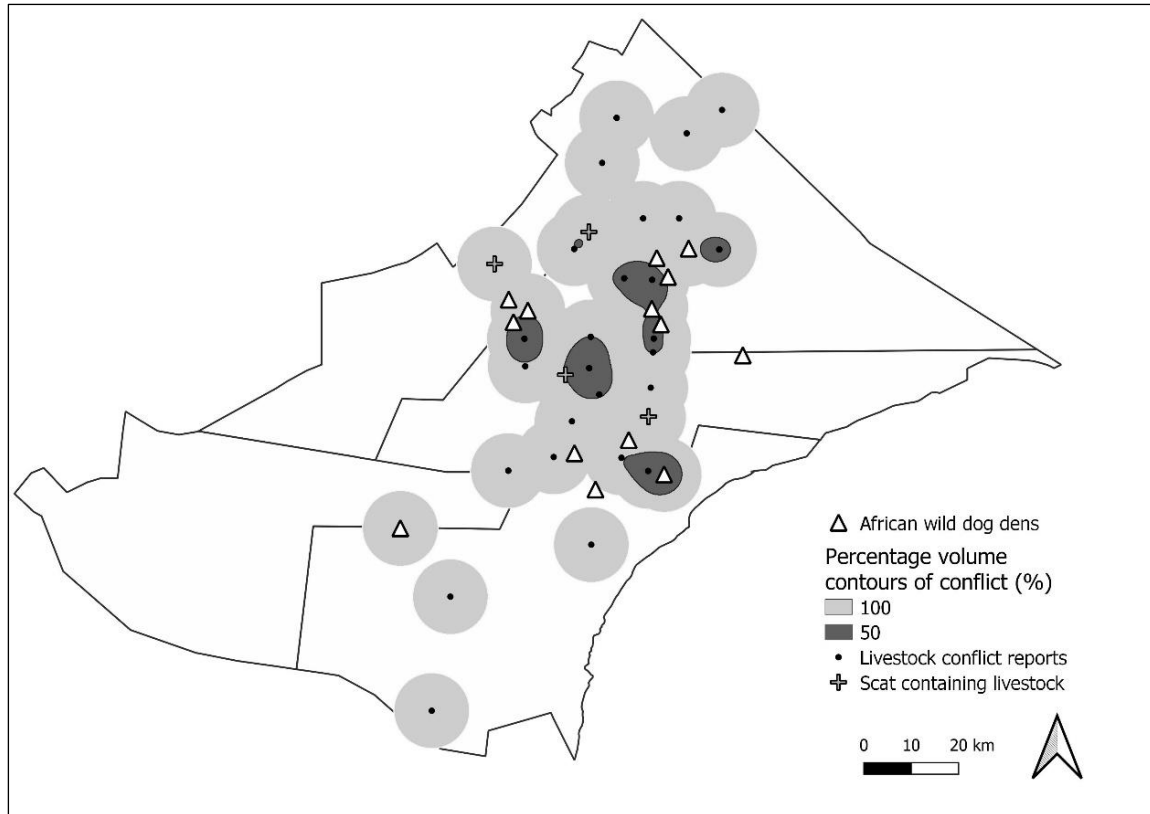 African wild dog dens
Percentage volume
contours of conflict (%)
100
50
Livestock conflict reports
Scat containing livestock
0 10 20 km